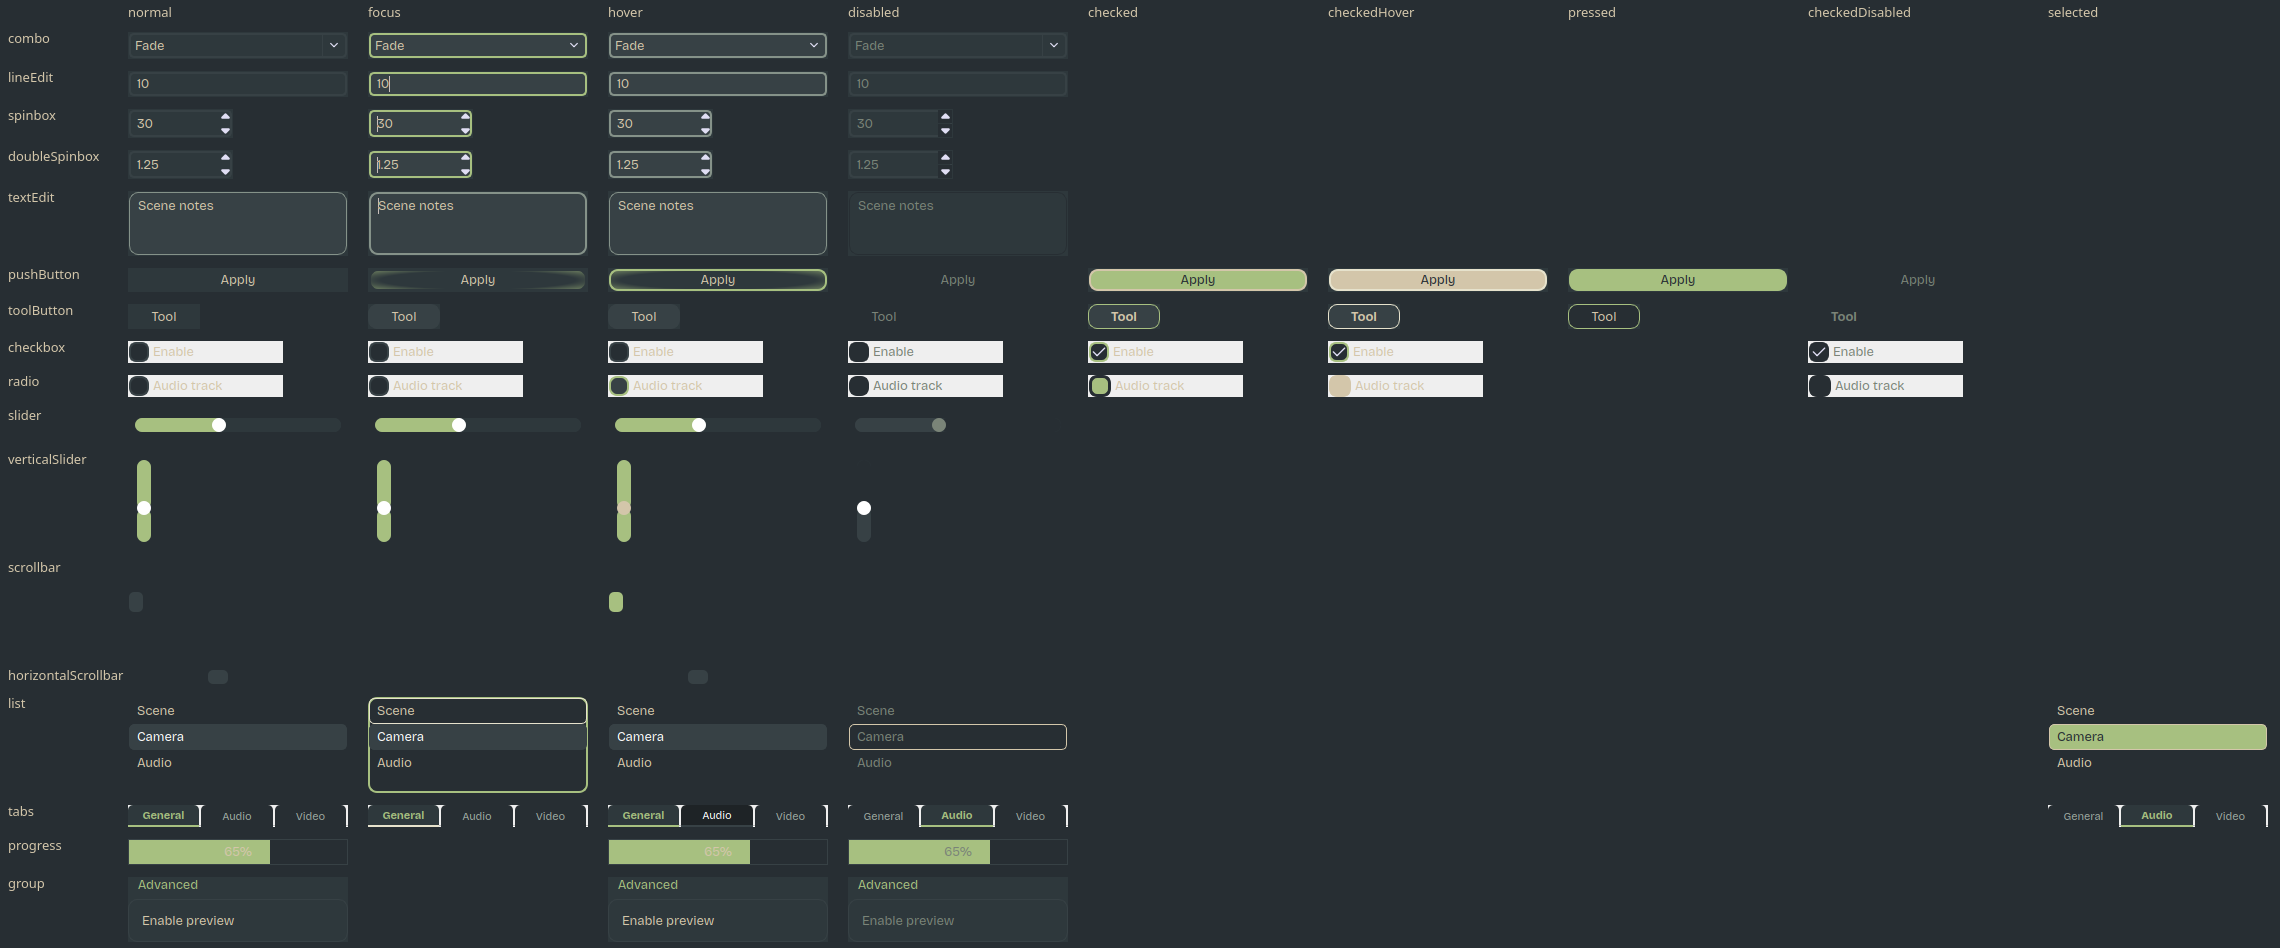 normal focus hover disabled checked checkedHover pressed checkedDisabled selected
combo Fade Fade Fade Fade
lineEdit 10 10 10 10
spinbox 30 30 30 30
doubleSpinbox 1.25 1.25 1.25 1.25
textEdit Scene notes Scene notes Scene notes Scene notes
pushButton Apply Apply Apply Apply Apply Apply Apply Apply
toolButton Tool Tool Tool Tool Tool Tool Tool Tool
checkbox Enable Enable Enable Enable Enable Enable Enable
radio Audio track Audio track Audio track Audio track Audio track Audio track Audio track
slider
verticalSlider
scrollbar
horizontalScrollbar
list Scene Scene Scene Scene Scene
Camera Camera Camera Camera Camera
Audio Audio Audio Audio Audio
tabs General Audio Video General Audio Video General Audio Video General Audio Video General Audio Video
progress 65% 65% 65%
group Advanced Advanced Advanced
Enable preview Enable preview Enable preview